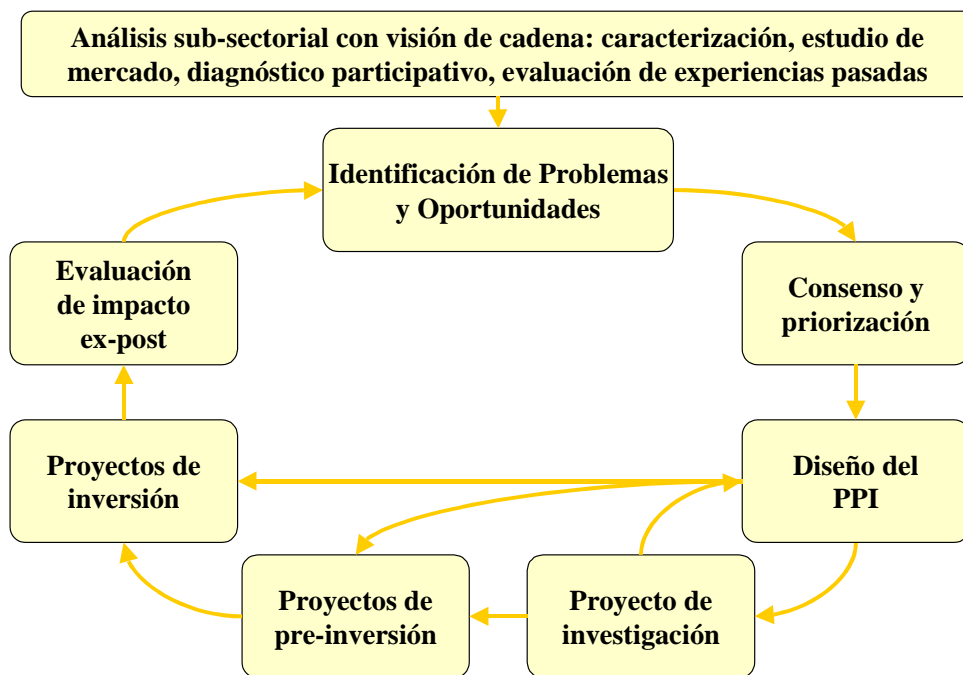 Análisis sub-sectorial con visión de cadena: caracterización, estudio de
mercado, diagnóstico participativo, evaluación de experiencias pasadas
Identificación de Problemas
y Oportunidades
Evaluación
de impacto
ex-post
Consenso y
priorización
Proyectos de
inversión
Diseño del
PPI
Proyectos de
pre-inversión
Proyecto de
investigación